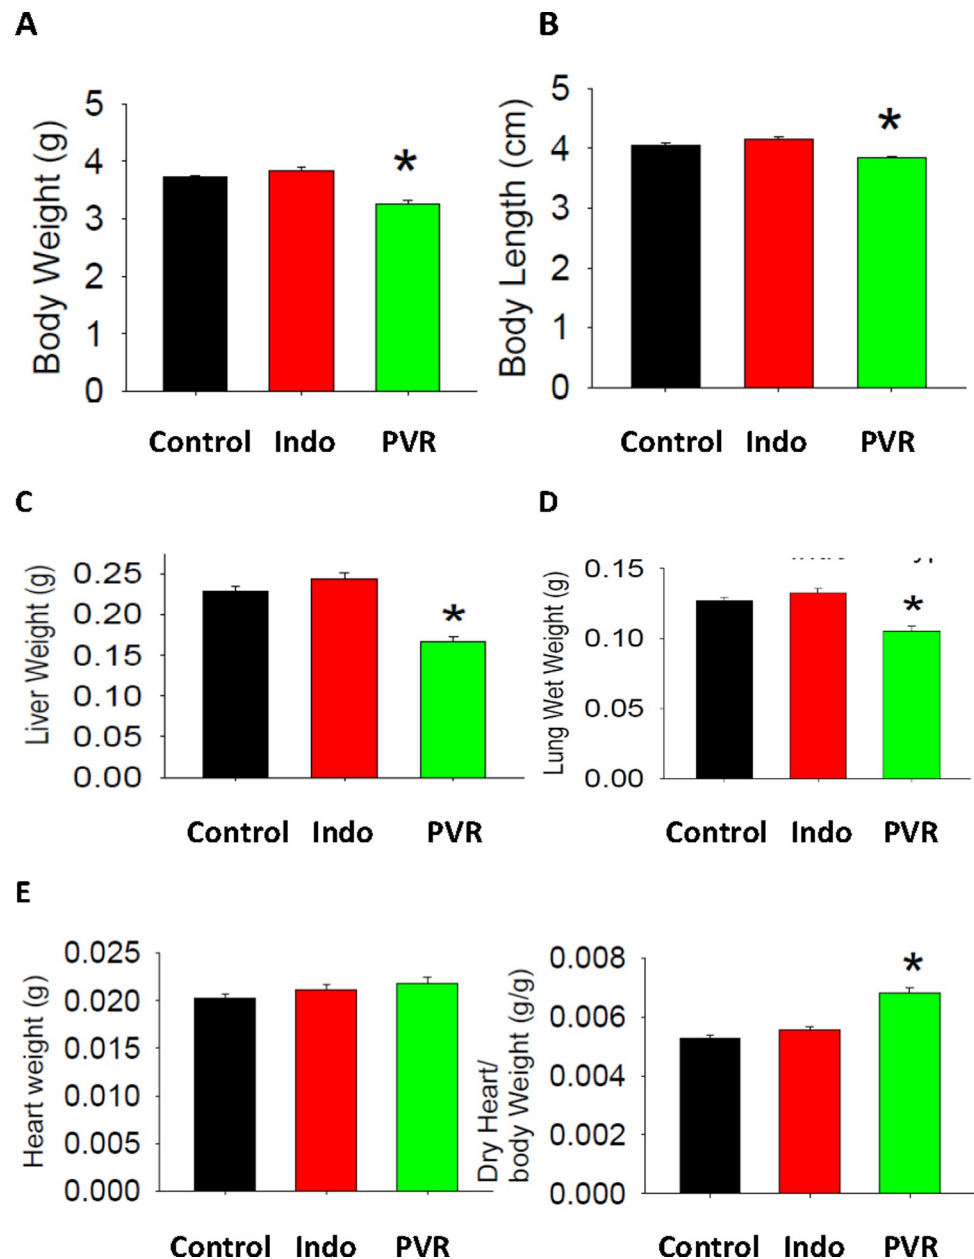 A
B
Body Weight (g)
5
4
3
2
1
0
*
Control Indo PVR
Body Length (cm)
5
4
3
2
1
0
*
Control Indo PVR
C
D
Liver Weight (g)
0.25
0.20
0.15
0.10
0.05
0.00
*
Control Indo PVR
Lung Wet Weight (g)
0.15
0.10
0.05
0.00
*
Control Indo PVR
E
Heart weight (g)
0.025
0.020
0.015
0.010
0.005
0.000
Control Indo PVR
Dry Heart/
body Weight (g/g)
0.008
0.006
0.004
0.002
0.000
*
Control Indo PVR